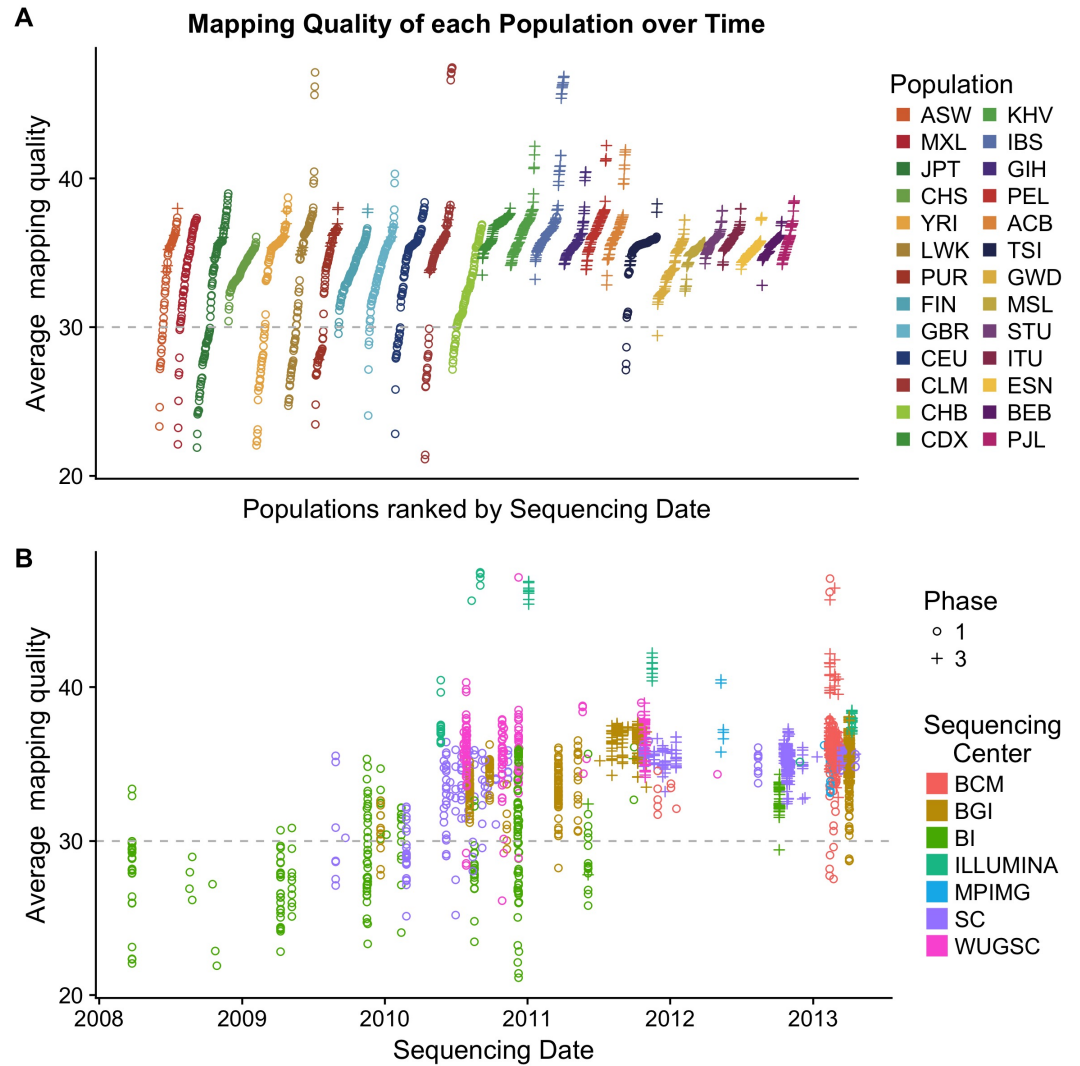 A
Mapping Quality of each Population over Time
Average mapping quality
40
30
20
Populations ranked by Sequencing Date
Population
ASW KHV
MXL IBS
JPT GIH
CHS PEL
YRI ACB
LWK TSI
PUR GWD
FIN MSL
GBR STU
CEU ITU
CLM ESN
CHB BEB
CDX PJL
B
Average mapping quality
40
30
20
2008 2009 2010 2011 2012 2013
Sequencing Date
Phase
1
3
Sequencing
Center
BCM
BGI
BI
ILLUMINA
MPIMG
SC
WUGSC